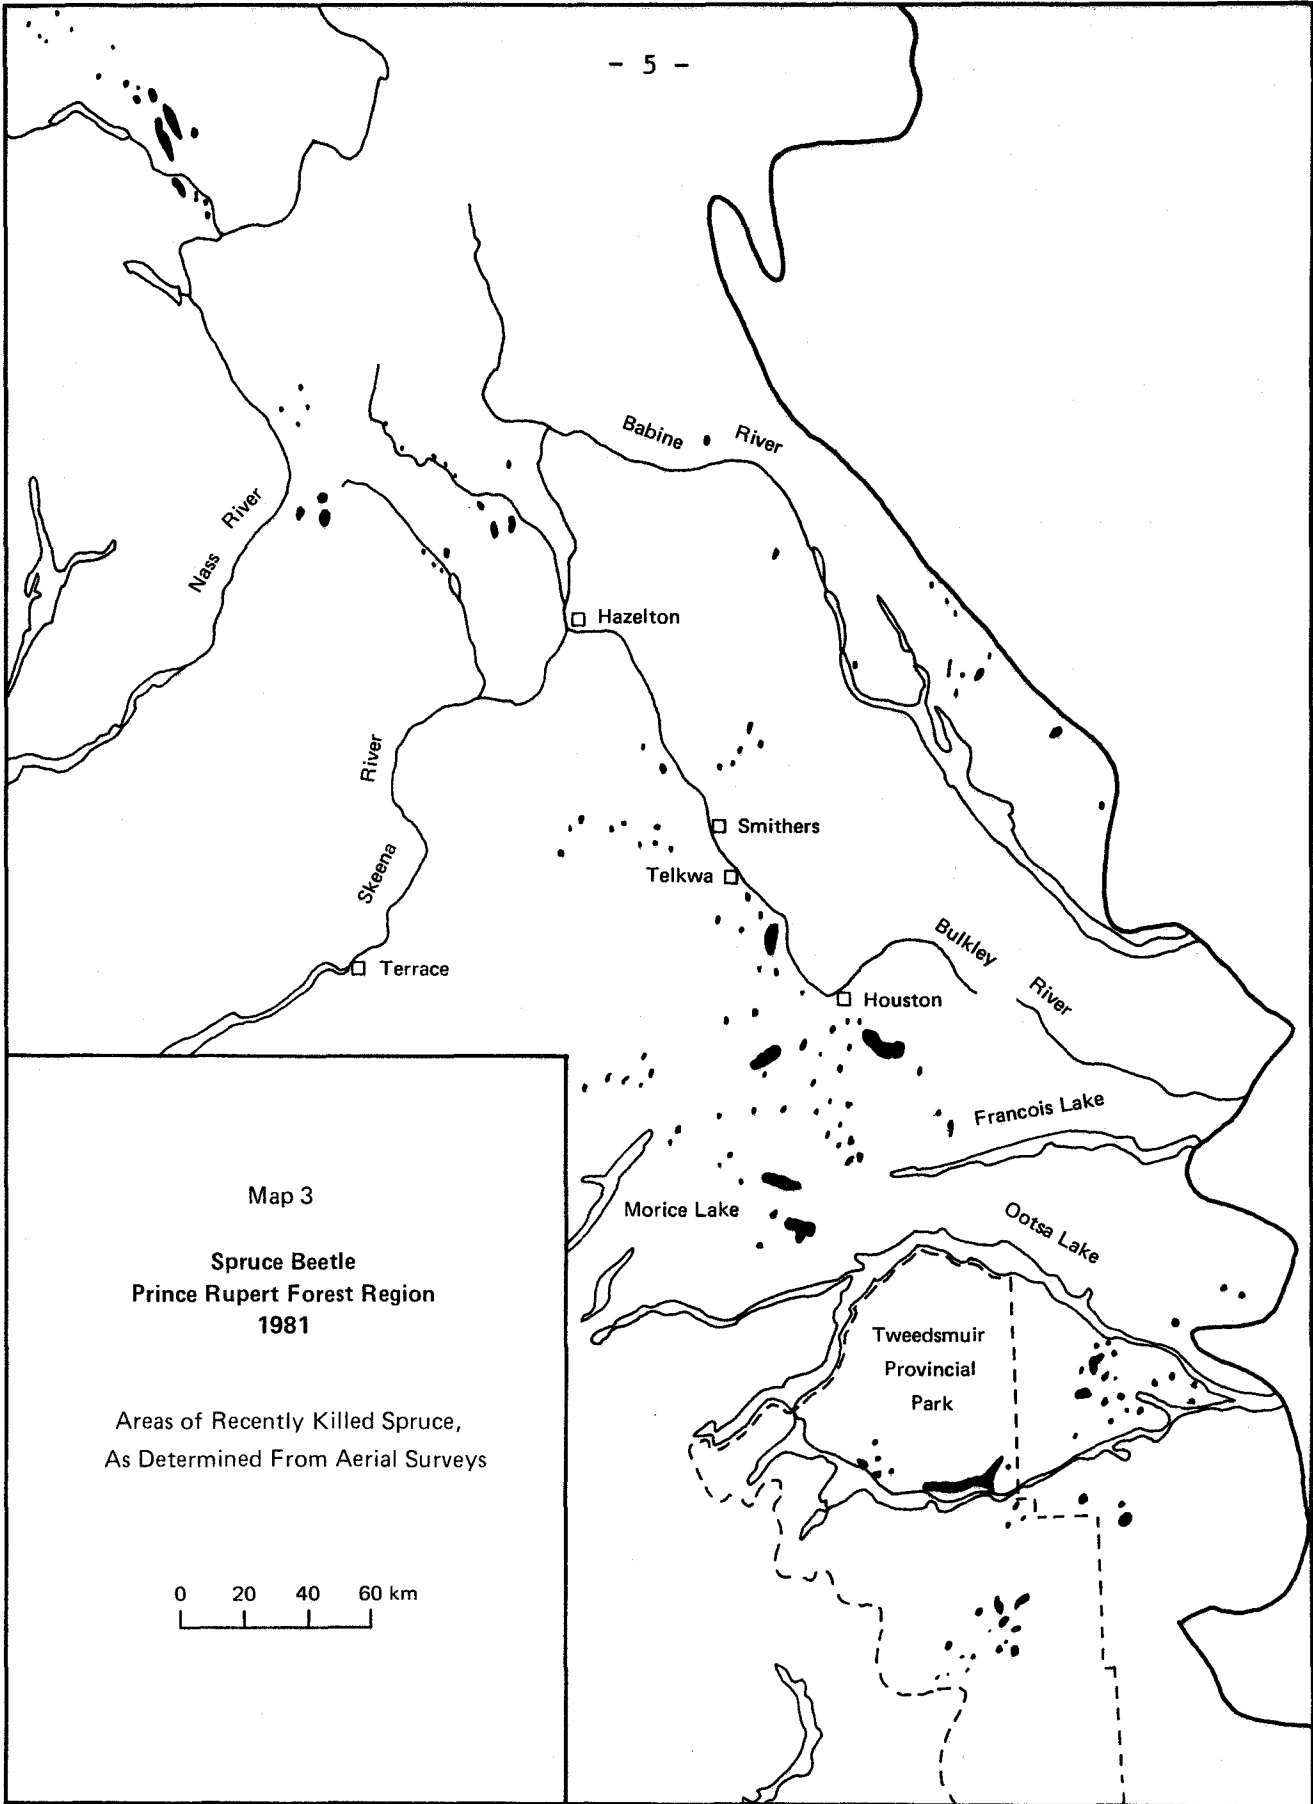 - 5 -
Babine River
Nass River
Hazelton
Skeena River
Smithers
Telkwa
Terrace
Bulkley River
Houston
Francois Lake
Morice Lake
Ootsa Lake
Tweedsmuir
Provincial
Park
Map 3
Spruce Beetle
Prince Rupert Forest Region
1981
Areas of Recently Killed Spruce,
As Determined From Aerial Surveys
0 20 40 60 km